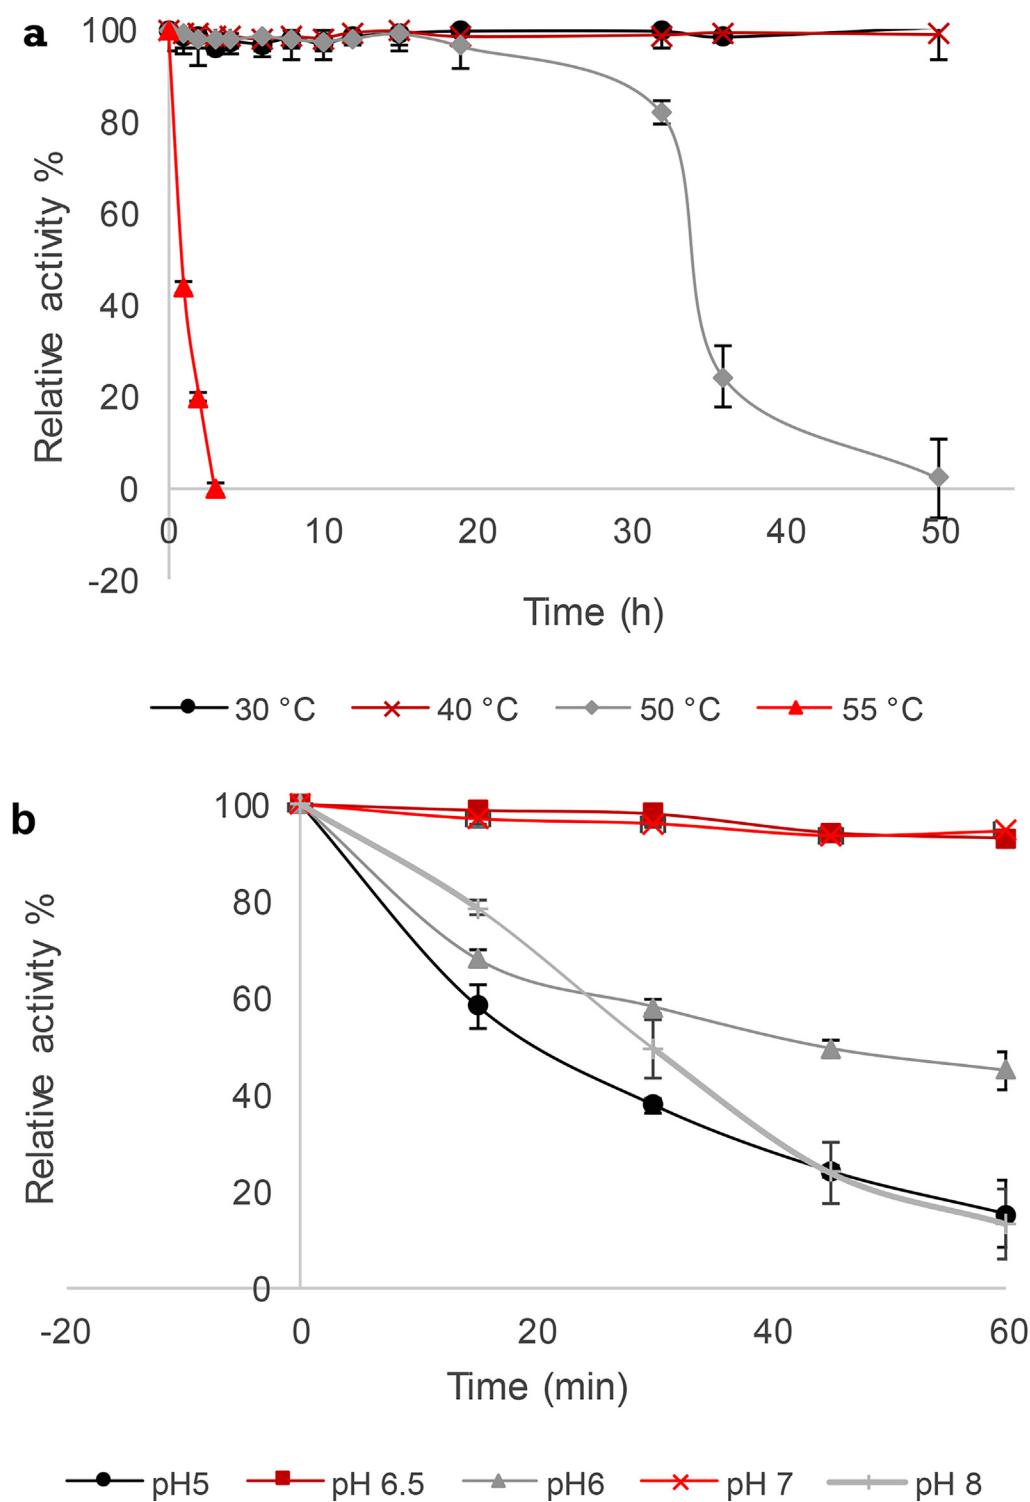 a
100
80
60
40
20
0
-20
Relative activity %
0 10 20 30 40 50
Time (h)
30 °C 40 °C 50 °C 55 °C
b
100
80
60
40
20
0
Relative activity %
-20 0 20 40 60
Time (min)
pH5 pH 6.5 pH6 pH 7 pH 8